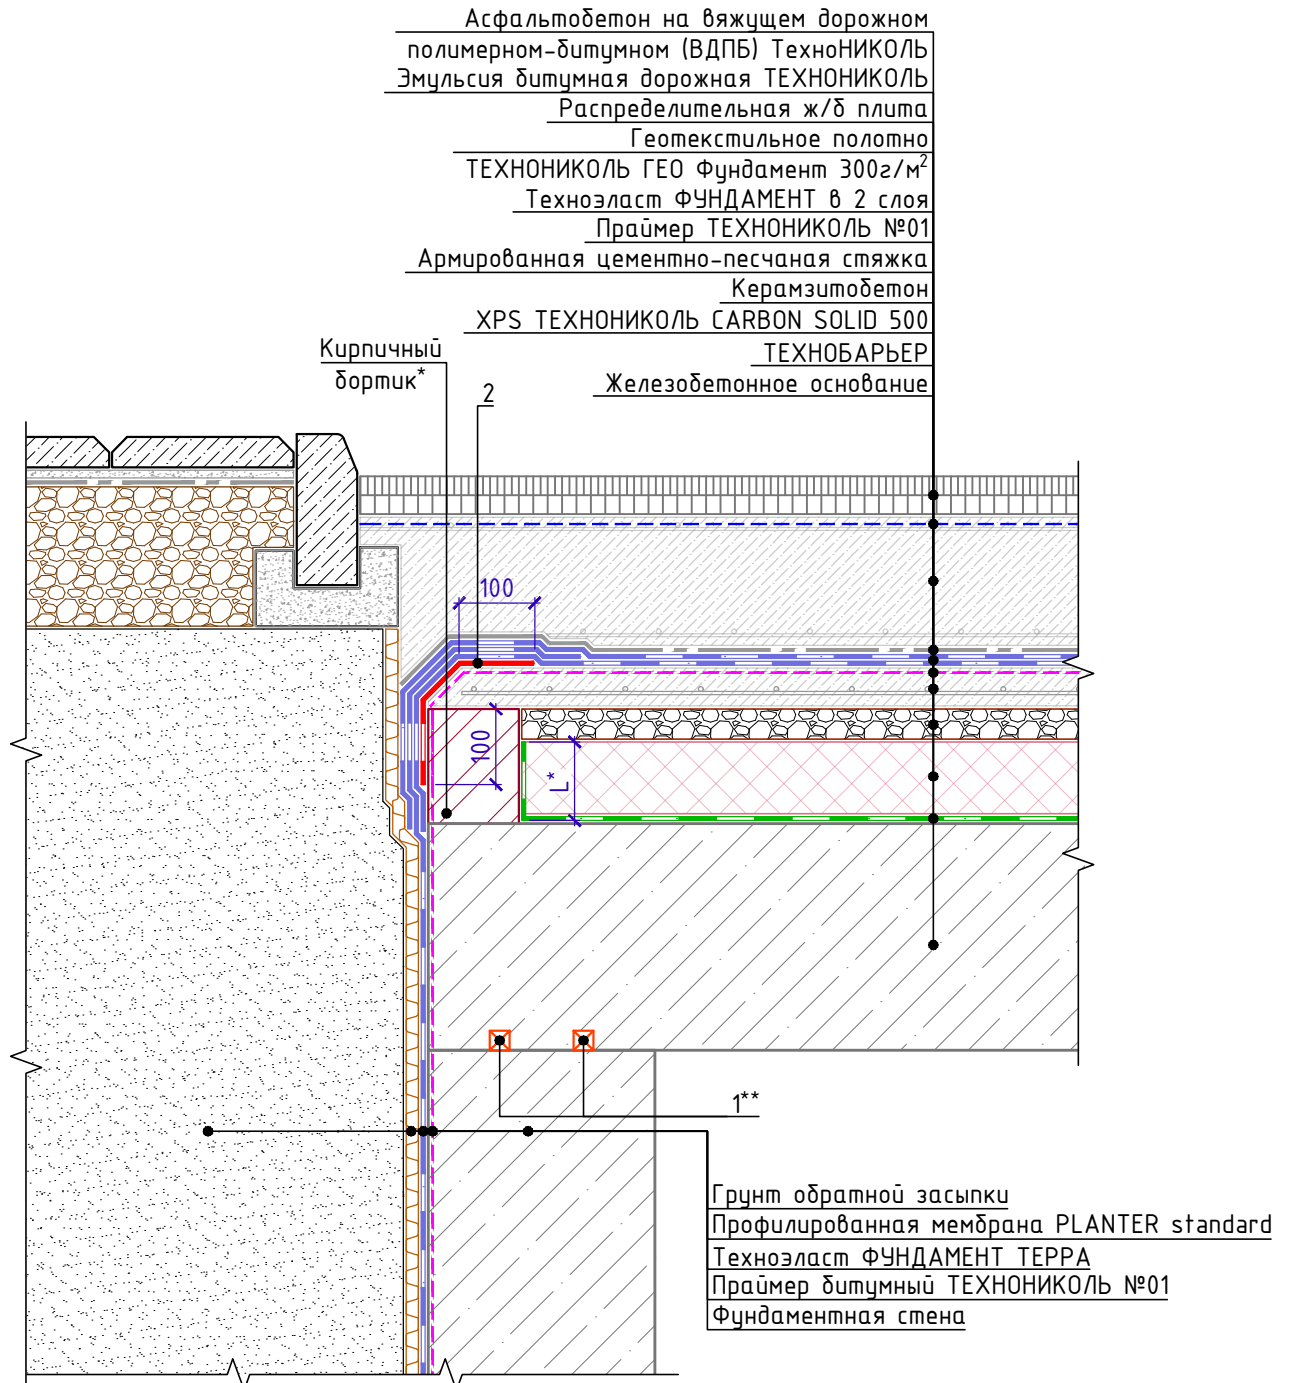 Асфальтобетон на вяжущем дорожном
полимерном-битумном (ВДПБ) ТехноНИКОЛЬ
Эмульсия битумная дорожная ТЕХНОНИКОЛЬ
Распределительная ж/б плита
Геотекстильное полотно
ТЕХНОНИКОЛЬ ГЕО Фундамент 300г/м²
Техноэласт ФУНДАМЕНТ в 2 слоя
Праймер ТЕХНОНИКОЛЬ №01
Армированная цементно-песчаная стяжка
Керамзитобетон
XPS ТЕХНОНИКОЛЬ CARBON SOLID 500
ТЕХНОБАРЬЕР
Железобетонное основание
Кирпичный
бортик*
2
100
100
L*
1**
Грунт обратной засыпки
Профилированная мембрана PLANTER standard
Техноэласт ФУНДАМЕНТ ТЕРРА
Праймер битумный ТЕХНОНИКОЛЬ №01
Фундаментная стена